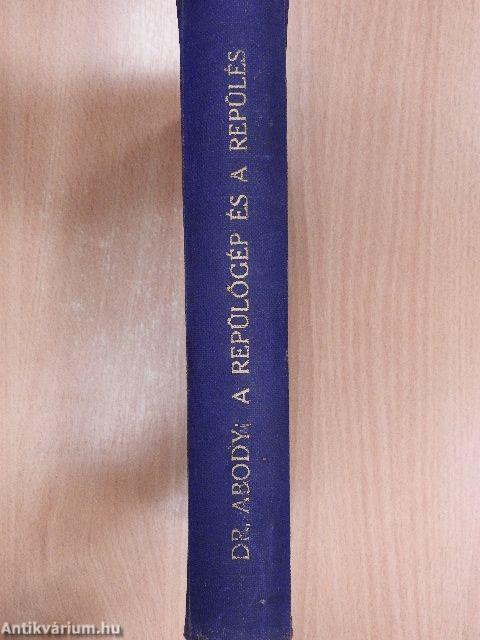 DR. ABODY: A REPÜLŐGÉP ÉS A REPÜLÉS
Antikvárium.hu